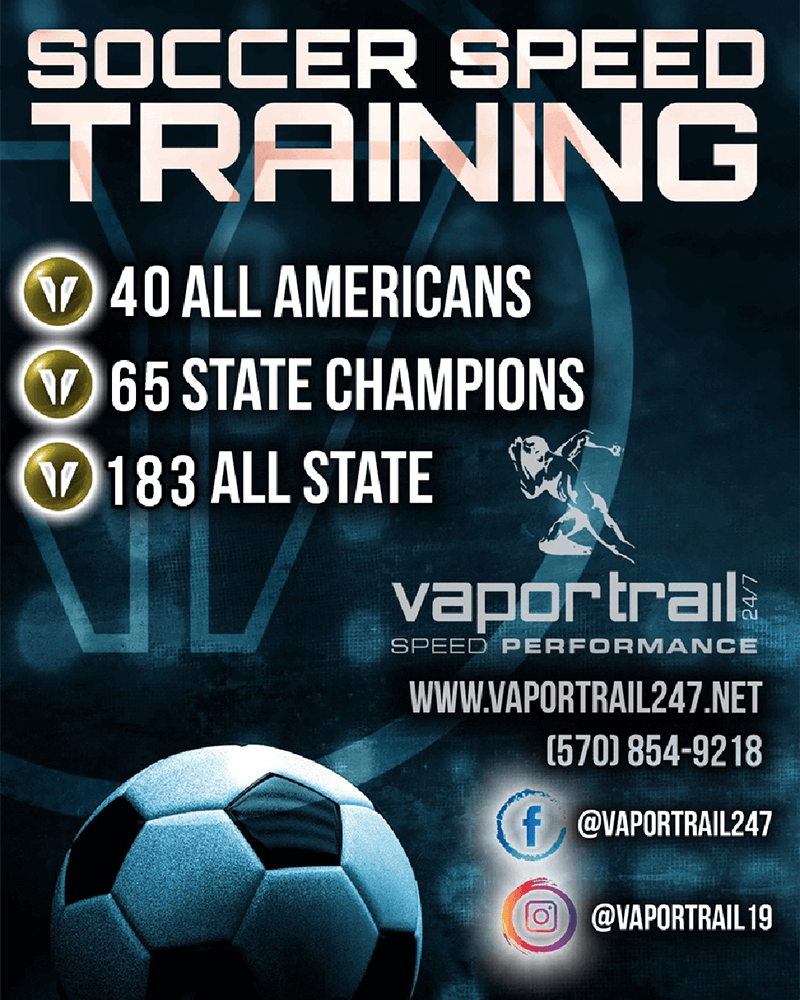 SOCCER SPEED
TRAINING
40 ALL AMERICANS
65 STATE CHAMPIONS
183 ALL STATE
vaportrail 24/7
SPEED PERFORMANCE
WWW.VAPORTRAIL247.NET
(570) 854-9218
@VAPORTRAIL247
@VAPORTRAIL19